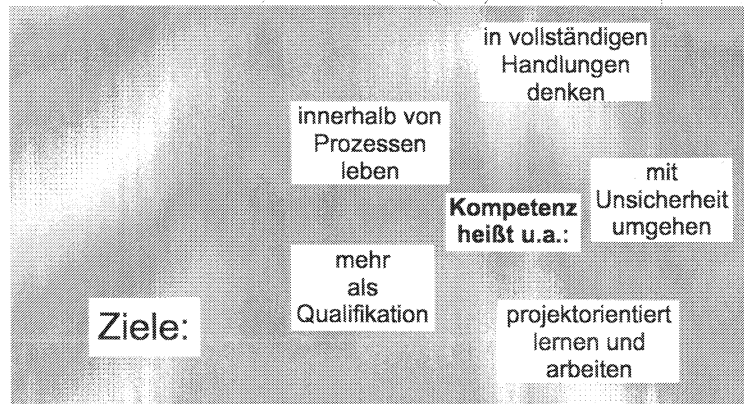 in vollständigen
Handlungen
denken
innerhalb von
Prozessen
leben
mit
Unsicherheit
umgehen
Kompetenz
heißt u.a.:
mehr
als
Qualifikation
Ziele:
projektorientiert
lernen und
arbeiten